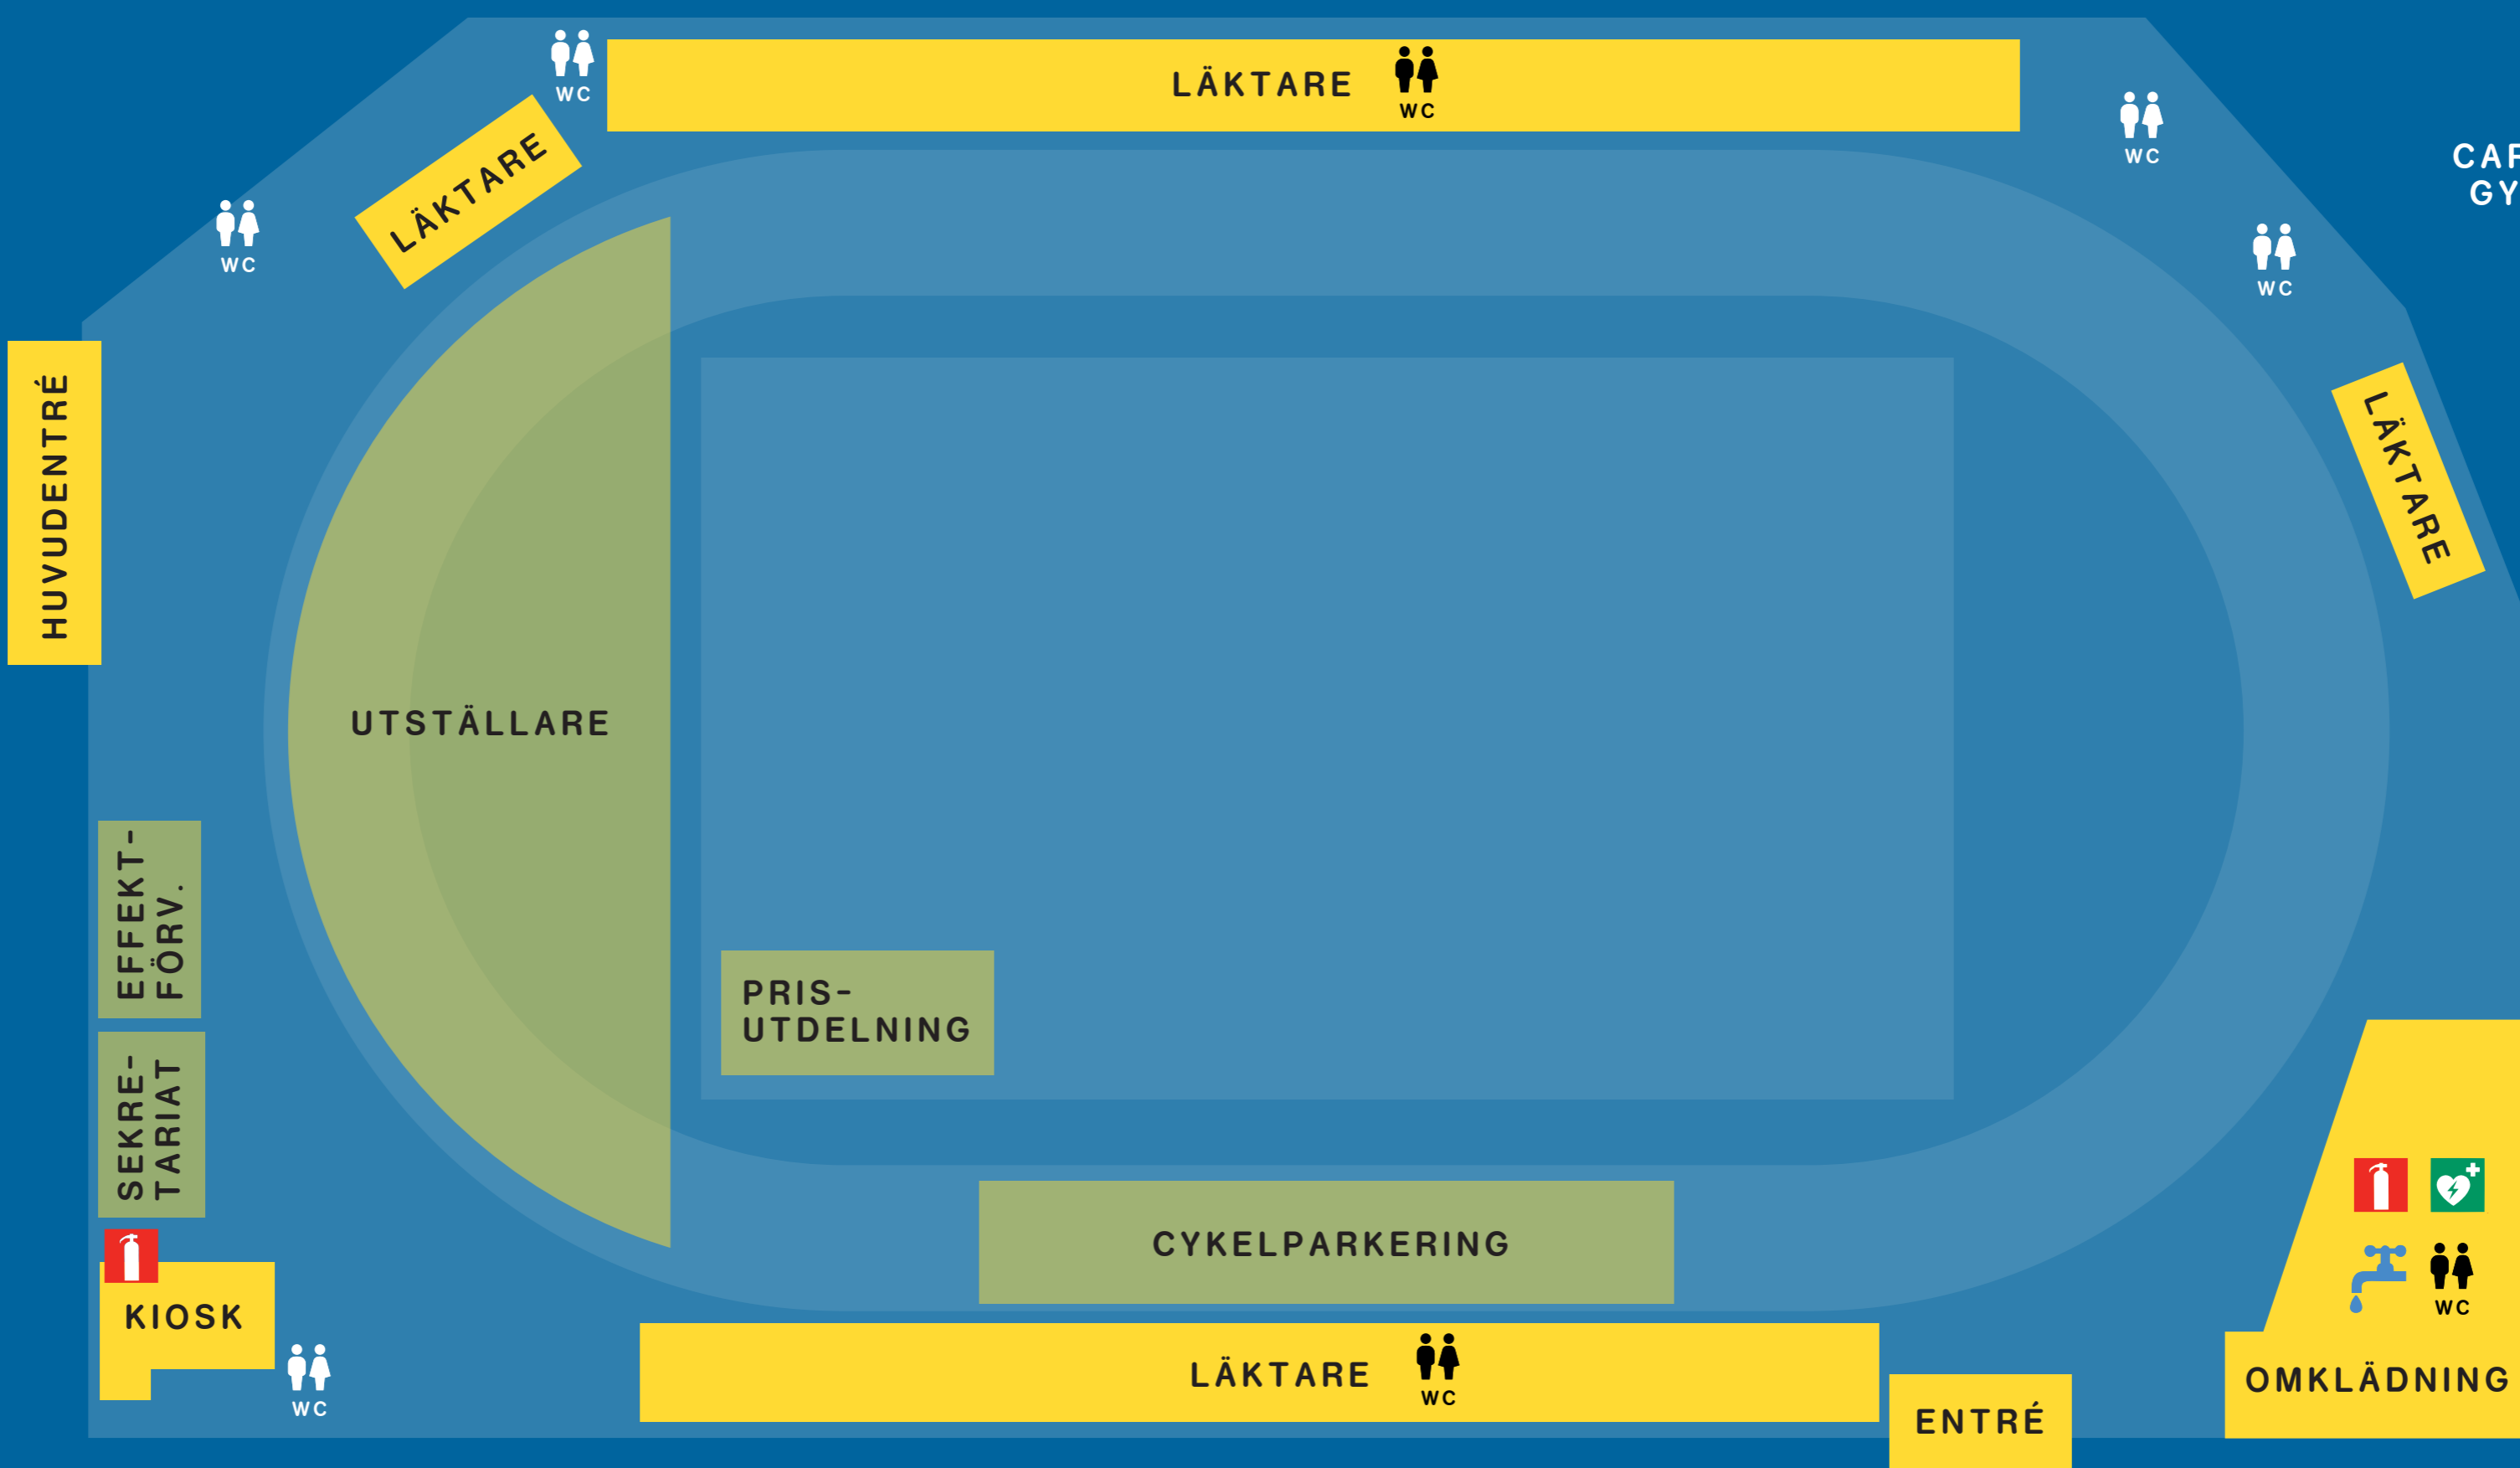 WC
LÄKTARE
WC
WC
LÄKTARE
WC
WC
LÄKTARE
HUVUDENTRÉ
UTSTÄLLARE
EFFEKT-
FÖRV.
PRIS-
UTDELNING
SEKRE-
TARIAT
CYKELPARKERING
KIOSK
WC
LÄKTARE
WC
ENTRÉ
WC
OMKLÄDNING